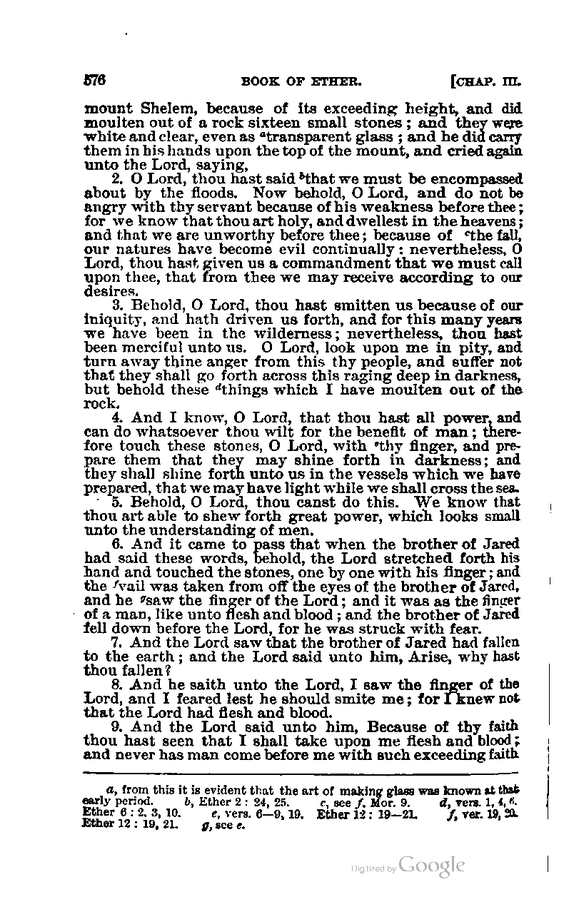 576 BOOK OF ETHER. [CHAP. III.
mount Shelem, because of its exceeding height, and did
moulten out of a rock sixteen small stones ; and they were
white and clear, even as ᵃtransparent glass ; and he did carry
them in his hands upon the top of the mount, and cried again
unto the Lord, saying,
2. O Lord, thou hast said ᵇthat we must be encompassed
about by the floods. Now behold, O Lord, and do not be
angry with thy servant because of his weakness before thee ;
for we know that thou art holy, and dwellest in the heavens ;
and that we are unworthy before thee ; because of ᶜthe fall,
our natures have become evil continually : nevertheless, O
Lord, thou hast given us a commandment that we must call
upon thee, that from thee we may receive according to our
desires.
3. Behold, O Lord, thou hast smitten us because of our
iniquity, and hath driven us forth, and for this many years
we have been in the wilderness ; nevertheless, thou hast
been merciful unto us. O Lord, look upon me in pity, and
turn away thine anger from this thy people, and suffer not
that they shall go forth across this raging deep in darkness,
but behold these ᵈthings which I have moulten out of the
rock.
4. And I know, O Lord, that thou hast all power, and
can do whatsoever thou wilt for the benefit of man ; there-
fore touch these stones, O Lord, with ᵉthy finger, and pre-
pare them that they may shine forth in darkness ; and
they shall shine forth unto us in the vessels which we have
prepared, that we may have light while we shall cross the sea.
5. Behold, O Lord, thou canst do this. We know that
thou art able to shew forth great power, which looks small
unto the understanding of men.
6. And it came to pass that when the brother of Jared
had said these words, behold, the Lord stretched forth his
hand and touched the stones, one by one with his finger ; and
the ᶠvail was taken from off the eyes of the brother of Jared,
and he ᵍsaw the finger of the Lord ; and it was as the finger
of a man, like unto flesh and blood ; and the brother of Jared
fell down before the Lord, for he was struck with fear.
7. And the Lord saw that the brother of Jared had fallen
to the earth ; and the Lord said unto him, Arise, why hast
thou fallen ?
8. And he saith unto the Lord, I saw the finger of the
Lord, and I feared lest he should smite me ; for I knew not
that the Lord had flesh and blood.
9. And the Lord said unto him, Because of thy faith
thou hast seen that I shall take upon me flesh and blood ;
and never has man come before me with such exceeding faith
a, from this it is evident that the art of making glass was known at that
early period. b, Ether 2 : 24, 25. c, see f, Mor. 9. d, vers. 1, 4, 6.
Ether 6 : 2, 3, 10. e, vers. 6—9, 19. Ether 12 : 19—21. f, ver. 19, 20.
Ether 12 : 19, 21. g, see e.
Digitized by Google